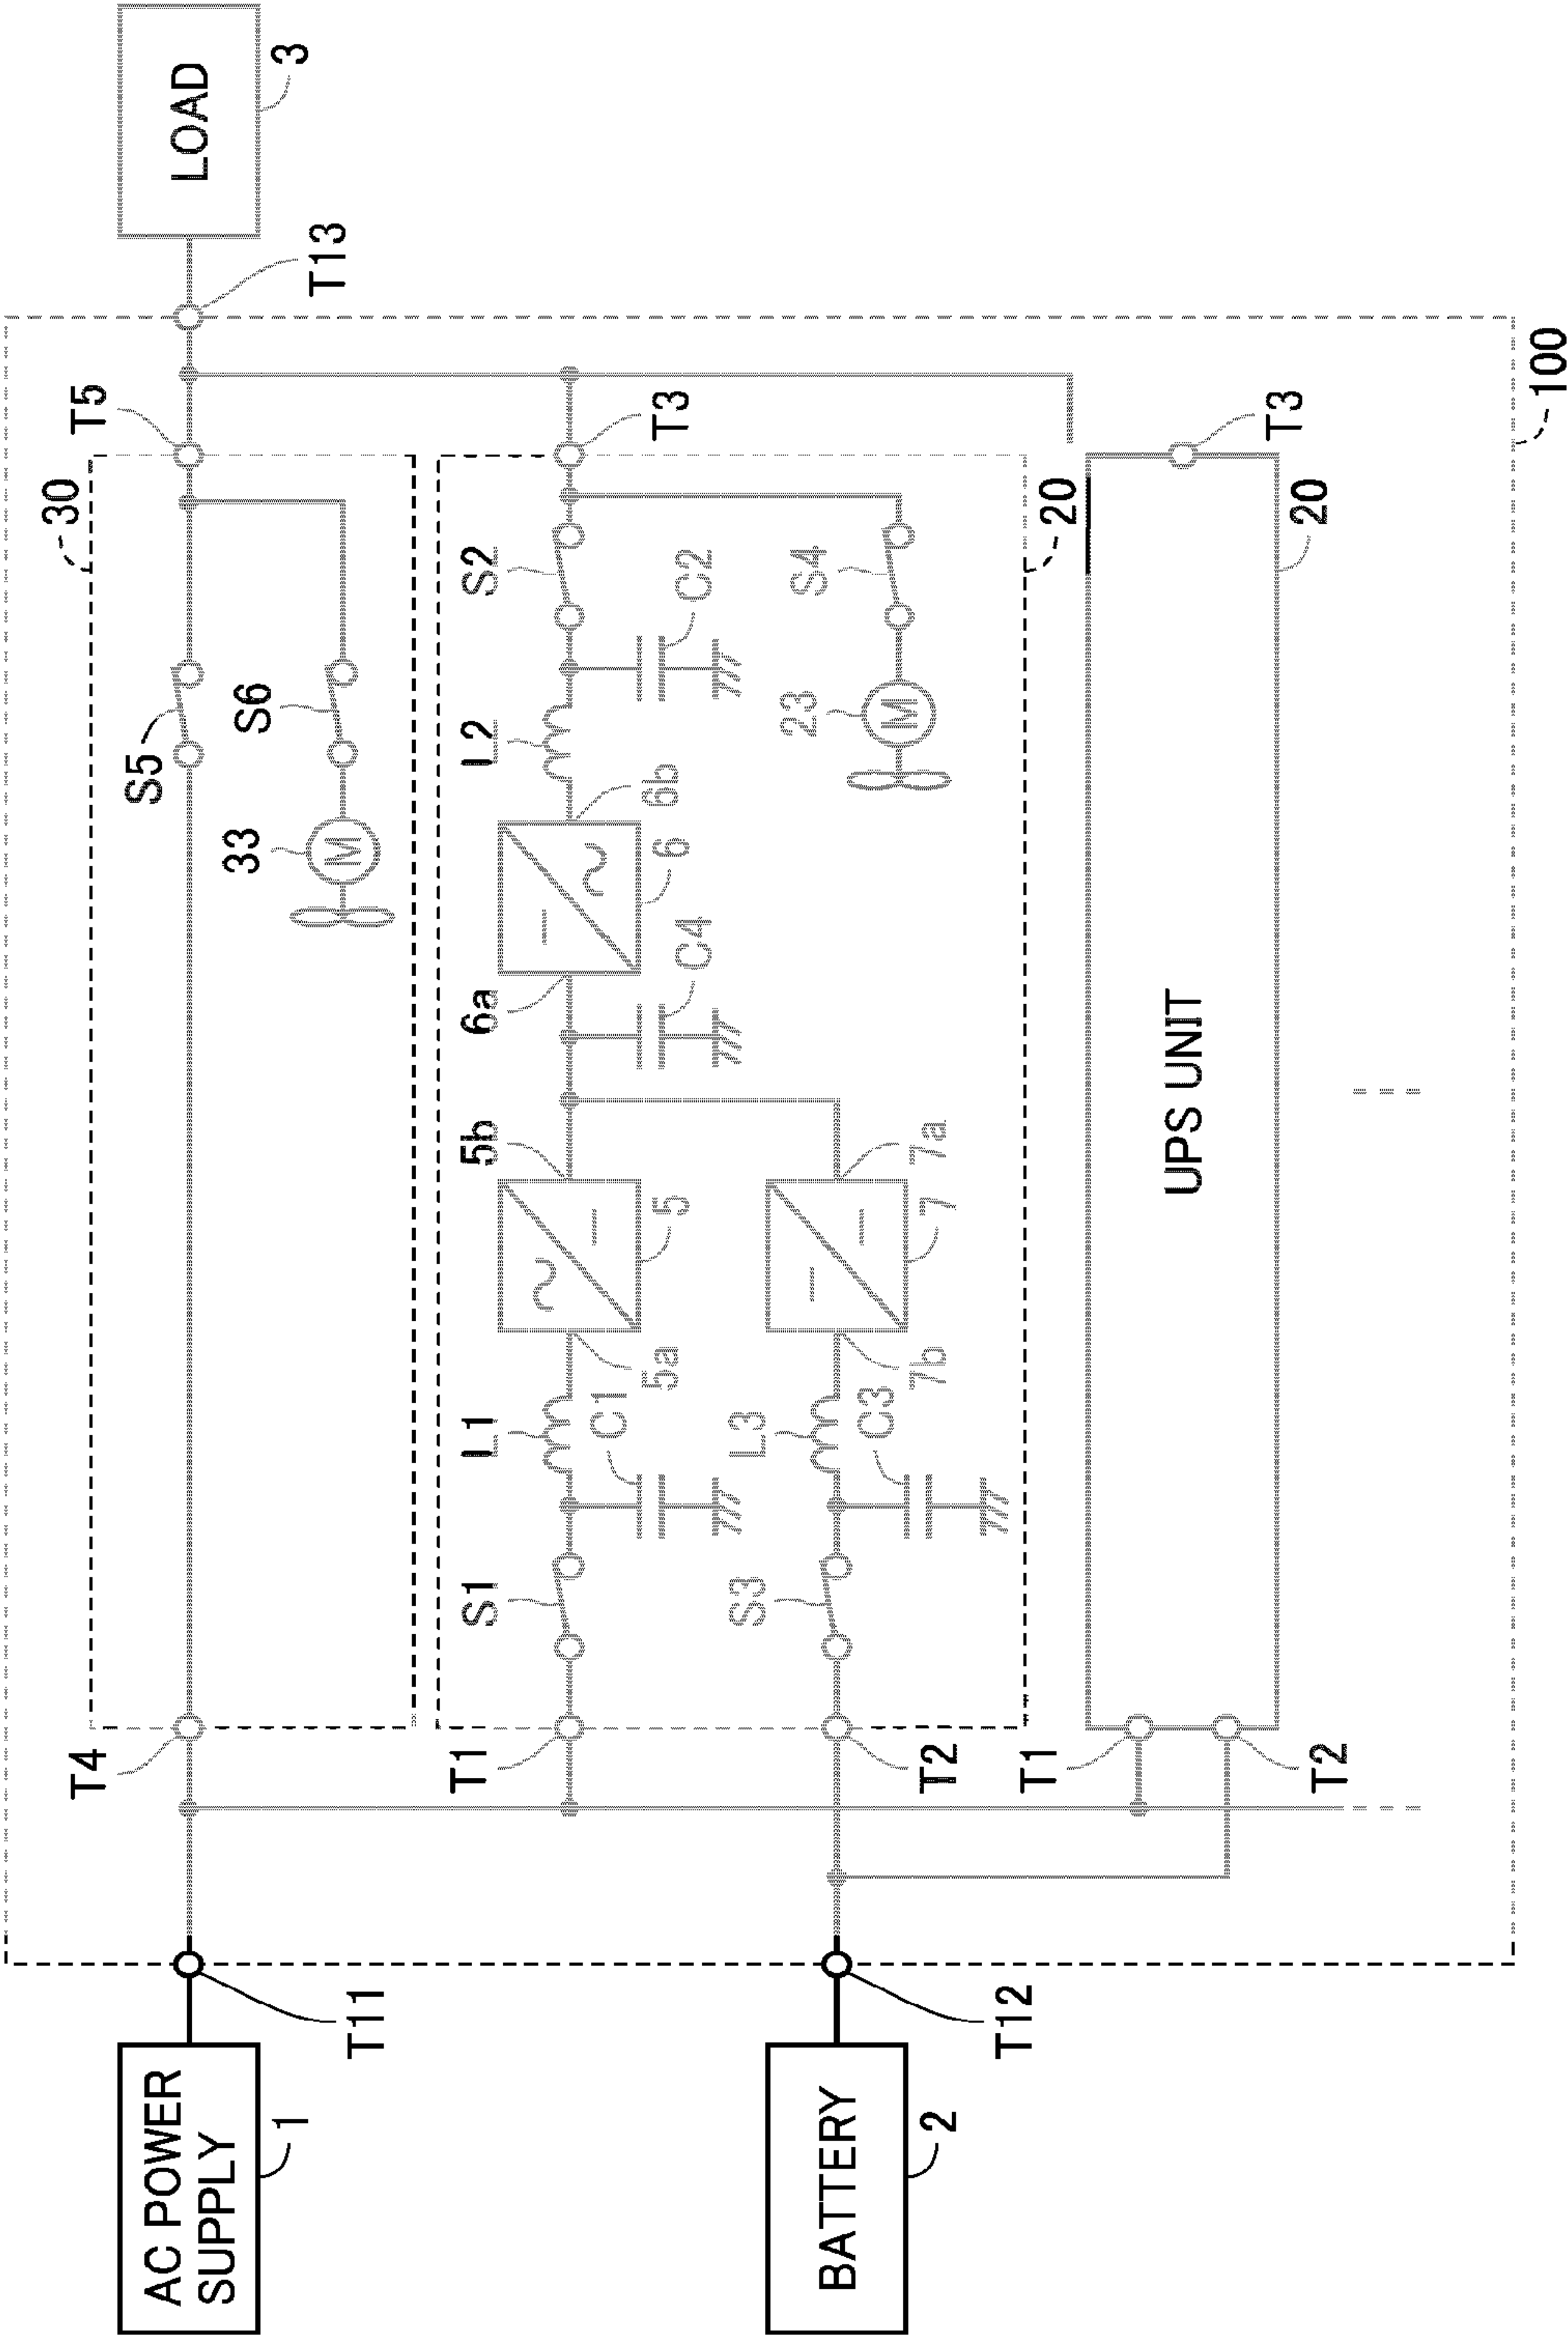 AC POWER
SUPPLY
1
T11
BATTERY
2
T12
T4
T1
T2
T1
T2
S1
C1
L1
5a
5
5b
S3
C3
L3
7b
7
7a
C4
6a
6
6b
L2
C2
S2
23
M
S4
T3
20
33
M
S5
S6
30
T5
UPS UNIT
20
T3
100
T13
LOAD
3